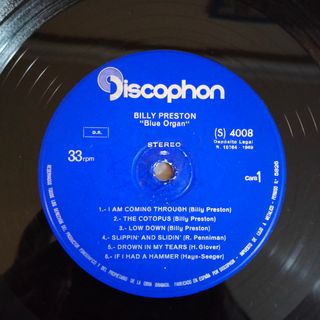 Discophon
BILLY PRESTON
"Blue Organ"
D.R.
(S) 4008
STEREO
Depósito Legal
33 rpm
Cara 1
1.- I AM COMING THROUGH (Billy Preston)
2.- THE COTOPUS (Billy Preston)
3.- LOW DOWN (Billy Preston)
4.- SLIPPIN' AND SLIDIN' (R. Penniman)
5.- DROWN IN MY TEARS (H. Glover)
6.- IF I HAD A HAMMER (Hays-Seeger)